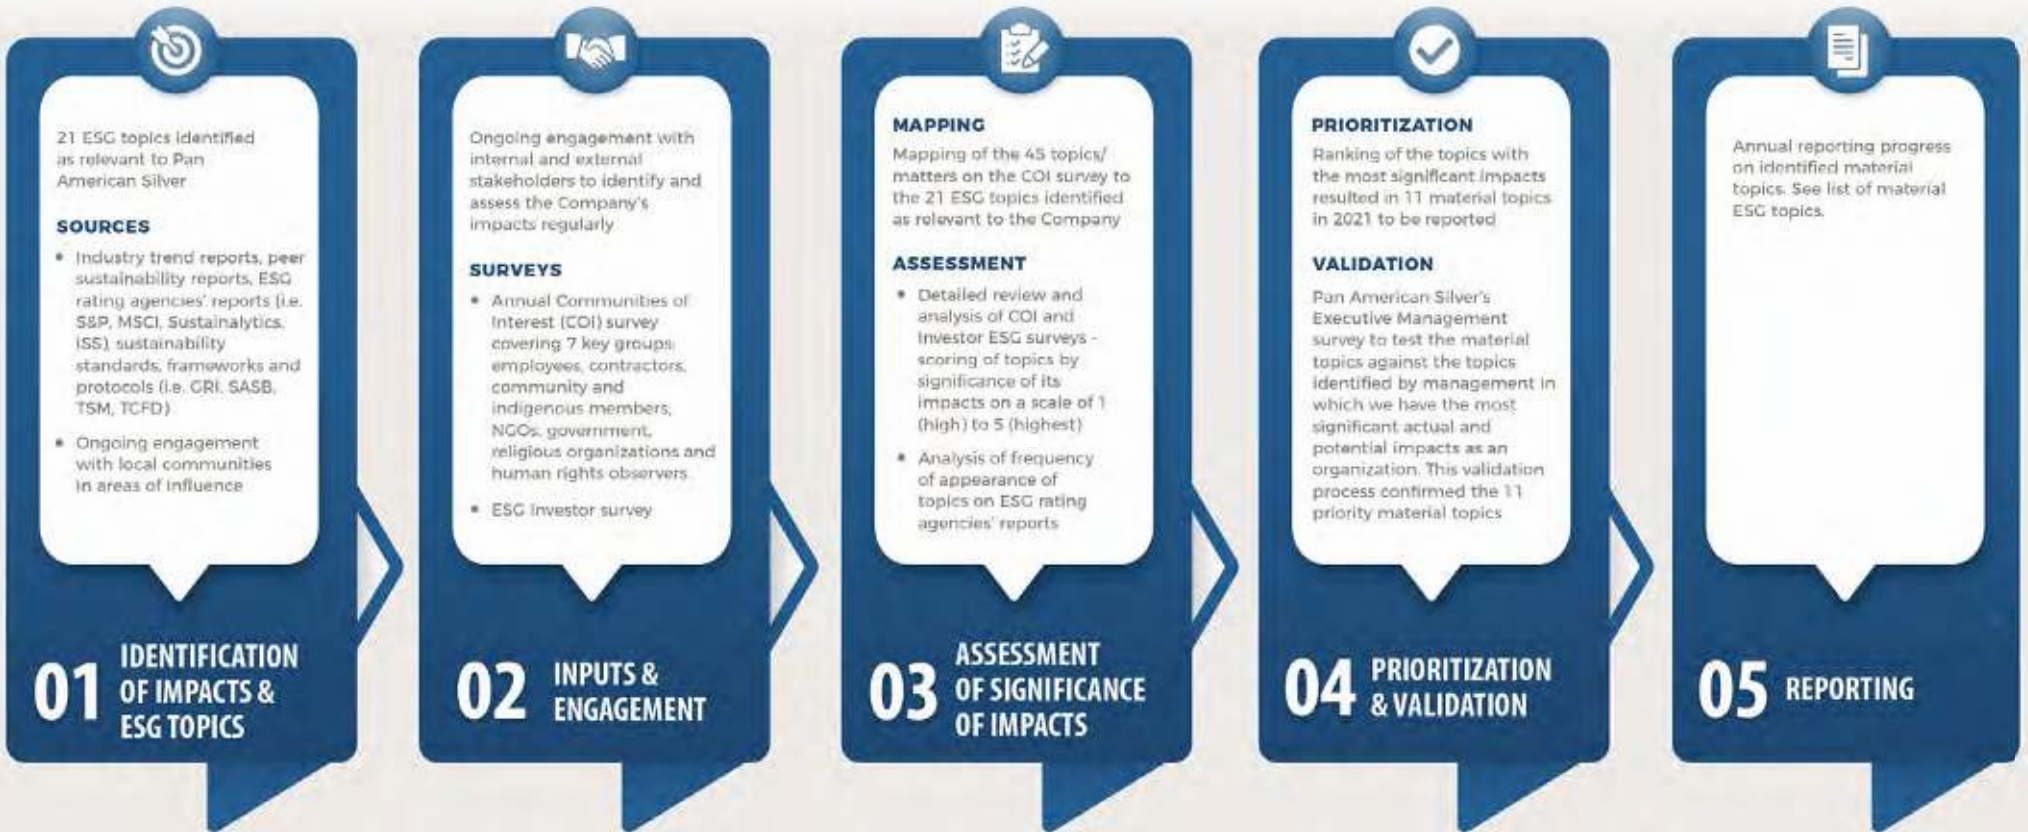 21 ESG topics identified
as relevant to Pan
American Silver
SOURCES
• Industry trend reports, peer
sustainability reports, ESG
rating agencies' reports (i.e.
S&P, MSCI, Sustainalytics,
ISS), sustainability
standards, frameworks and
protocols (i.e. GRI, SASB,
TSM, TCFD)
• Ongoing engagement
with local communities
in areas of influence
01 IDENTIFICATION
OF IMPACTS &
ESG TOPICS
Ongoing engagement with
internal and external
stakeholders to identify and
assess the Company's
impacts regularly
SURVEYS
• Annual Communities of
Interest (COI) survey
covering 7 key groups:
employees, contractors,
community and
indigenous members,
NGOs, government,
religious organizations and
human rights observers
• ESG Investor survey
02 INPUTS &
ENGAGEMENT
MAPPING
Mapping of the 45 topics/
matters on the COI survey to
the 21 ESG topics identified
as relevant to the Company
ASSESSMENT
• Detailed review and
analysis of COI and
Investor ESG surveys -
scoring of topics by
significance of its
impacts on a scale of 1
(high) to 5 (highest)
• Analysis of frequency
of appearance of
topics on ESG rating
agencies' reports
03 ASSESSMENT
OF SIGNIFICANCE
OF IMPACTS
PRIORITIZATION
Ranking of the topics with
the most significant impacts
resulted in 11 material topics
in 2021 to be reported
VALIDATION
Pan American Silver's
Executive Management
survey to test the material
topics against the topics
identified by management in
which we have the most
significant actual and
potential impacts as an
organization. This validation
process confirmed the 11
priority material topics
04 PRIORITIZATION
& VALIDATION
Annual reporting progress
on identified material
topics. See list of material
ESG topics.
05 REPORTING